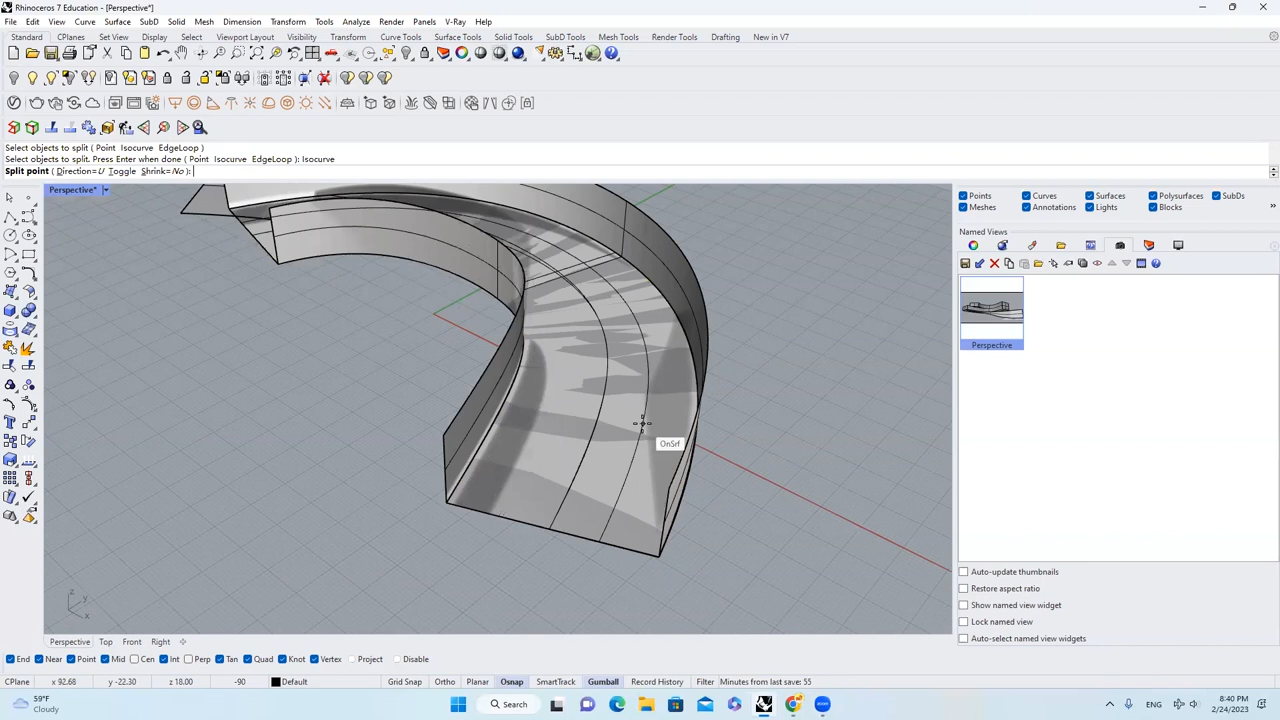 Rhinoceros 7 Education - [Perspective*]
File Edit View Curve Surface SubD Solid Mesh Dimension Transform Tools Analyze Render Panels V-Ray Help
Standard CPlanes Set View Display Select Viewport Layout Visibility Transform Curve Tools Surface Tools Solid Tools SubD Tools Mesh Tools Render Tools Drafting New in V7
Select objects to split ( Point Isocurve EdgeLoop )
Select objects to split. Press Enter when done ( Point Isocurve EdgeLoop ): Isocurve
Split point ( Direction=U Toggle Shrink=No ):
Perspective*
Points Curves Surfaces Polysurfaces SubDs
Meshes Annotations Lights Blocks
Named Views
Perspective
OnSrf
Auto-update thumbnails
Restore aspect ratio
Show named view widget
Lock named view
Auto-select named view widgets
z y x
Perspective Top Front Right
End Near Point Mid Cen Int Perp Tan Quad Knot Vertex Project Disable
CPlane x 92.68 y -22.30 z 18.00 -90 Default Grid Snap Ortho Planar Osnap SmartTrack Gumball Record History Filter Minutes from last save: 55
59°F
Cloudy
Search
ENG
8:40 PM
2/24/2023